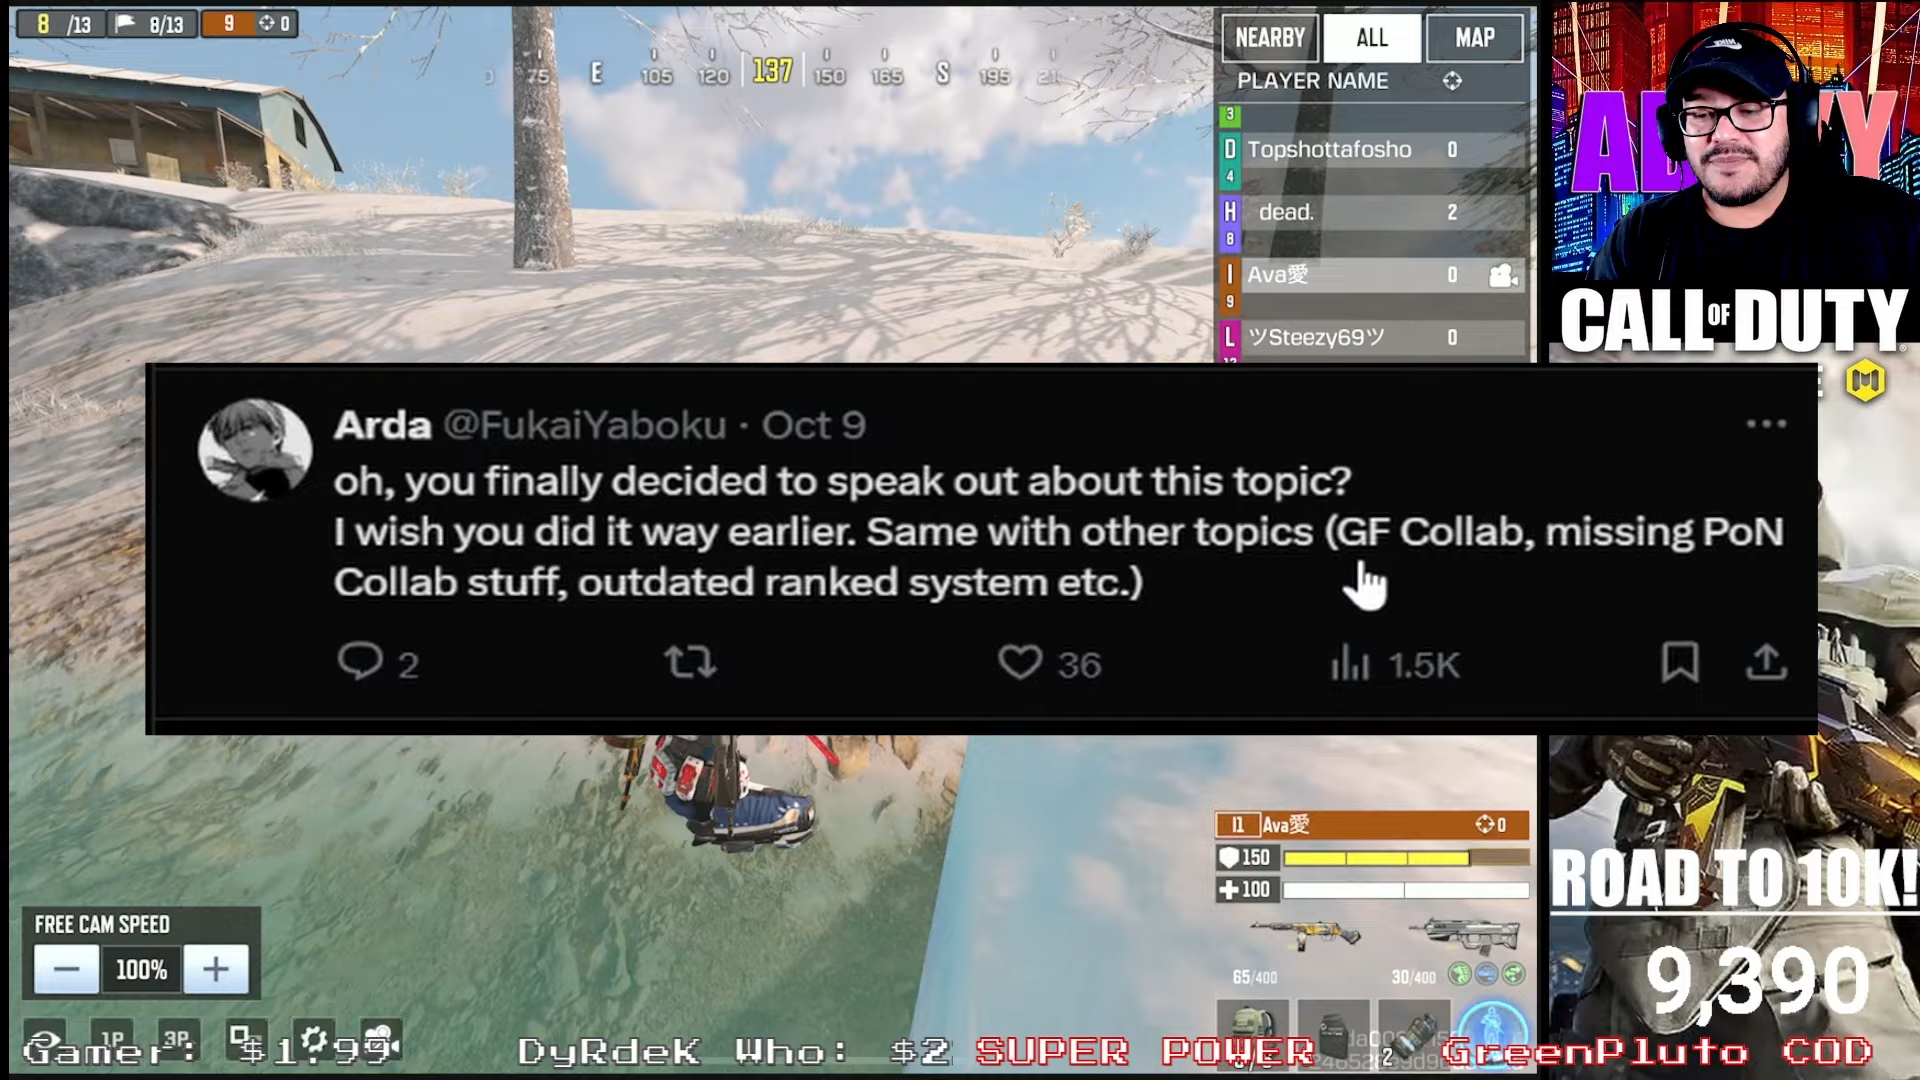 8 /13 8/13 9 0
75 E 105 120 137 150 165 S 195
NEARBY ALL MAP
PLAYER NAME
3
D Topshottafosho 0
4
H dead. 2
8
I Ava愛 0
9
L ツSteezy69ツ 0
CALL OF DUTY
Arda @FukaiYaboku · Oct 9
oh, you finally decided to speak out about this topic?
I wish you did it way earlier. Same with other topics (GF Collab, missing PoN
Collab stuff, outdated ranked system etc.)
2 36 1.5K
I1 Ava愛 0
150
100
65/400 30/400
FREE CAM SPEED
100%
1P 3P
2
ROAD TO 10K!
9,390
Gamer: $1.99 DyRdeK Who: $2 SUPER POWER GreenPluto COD